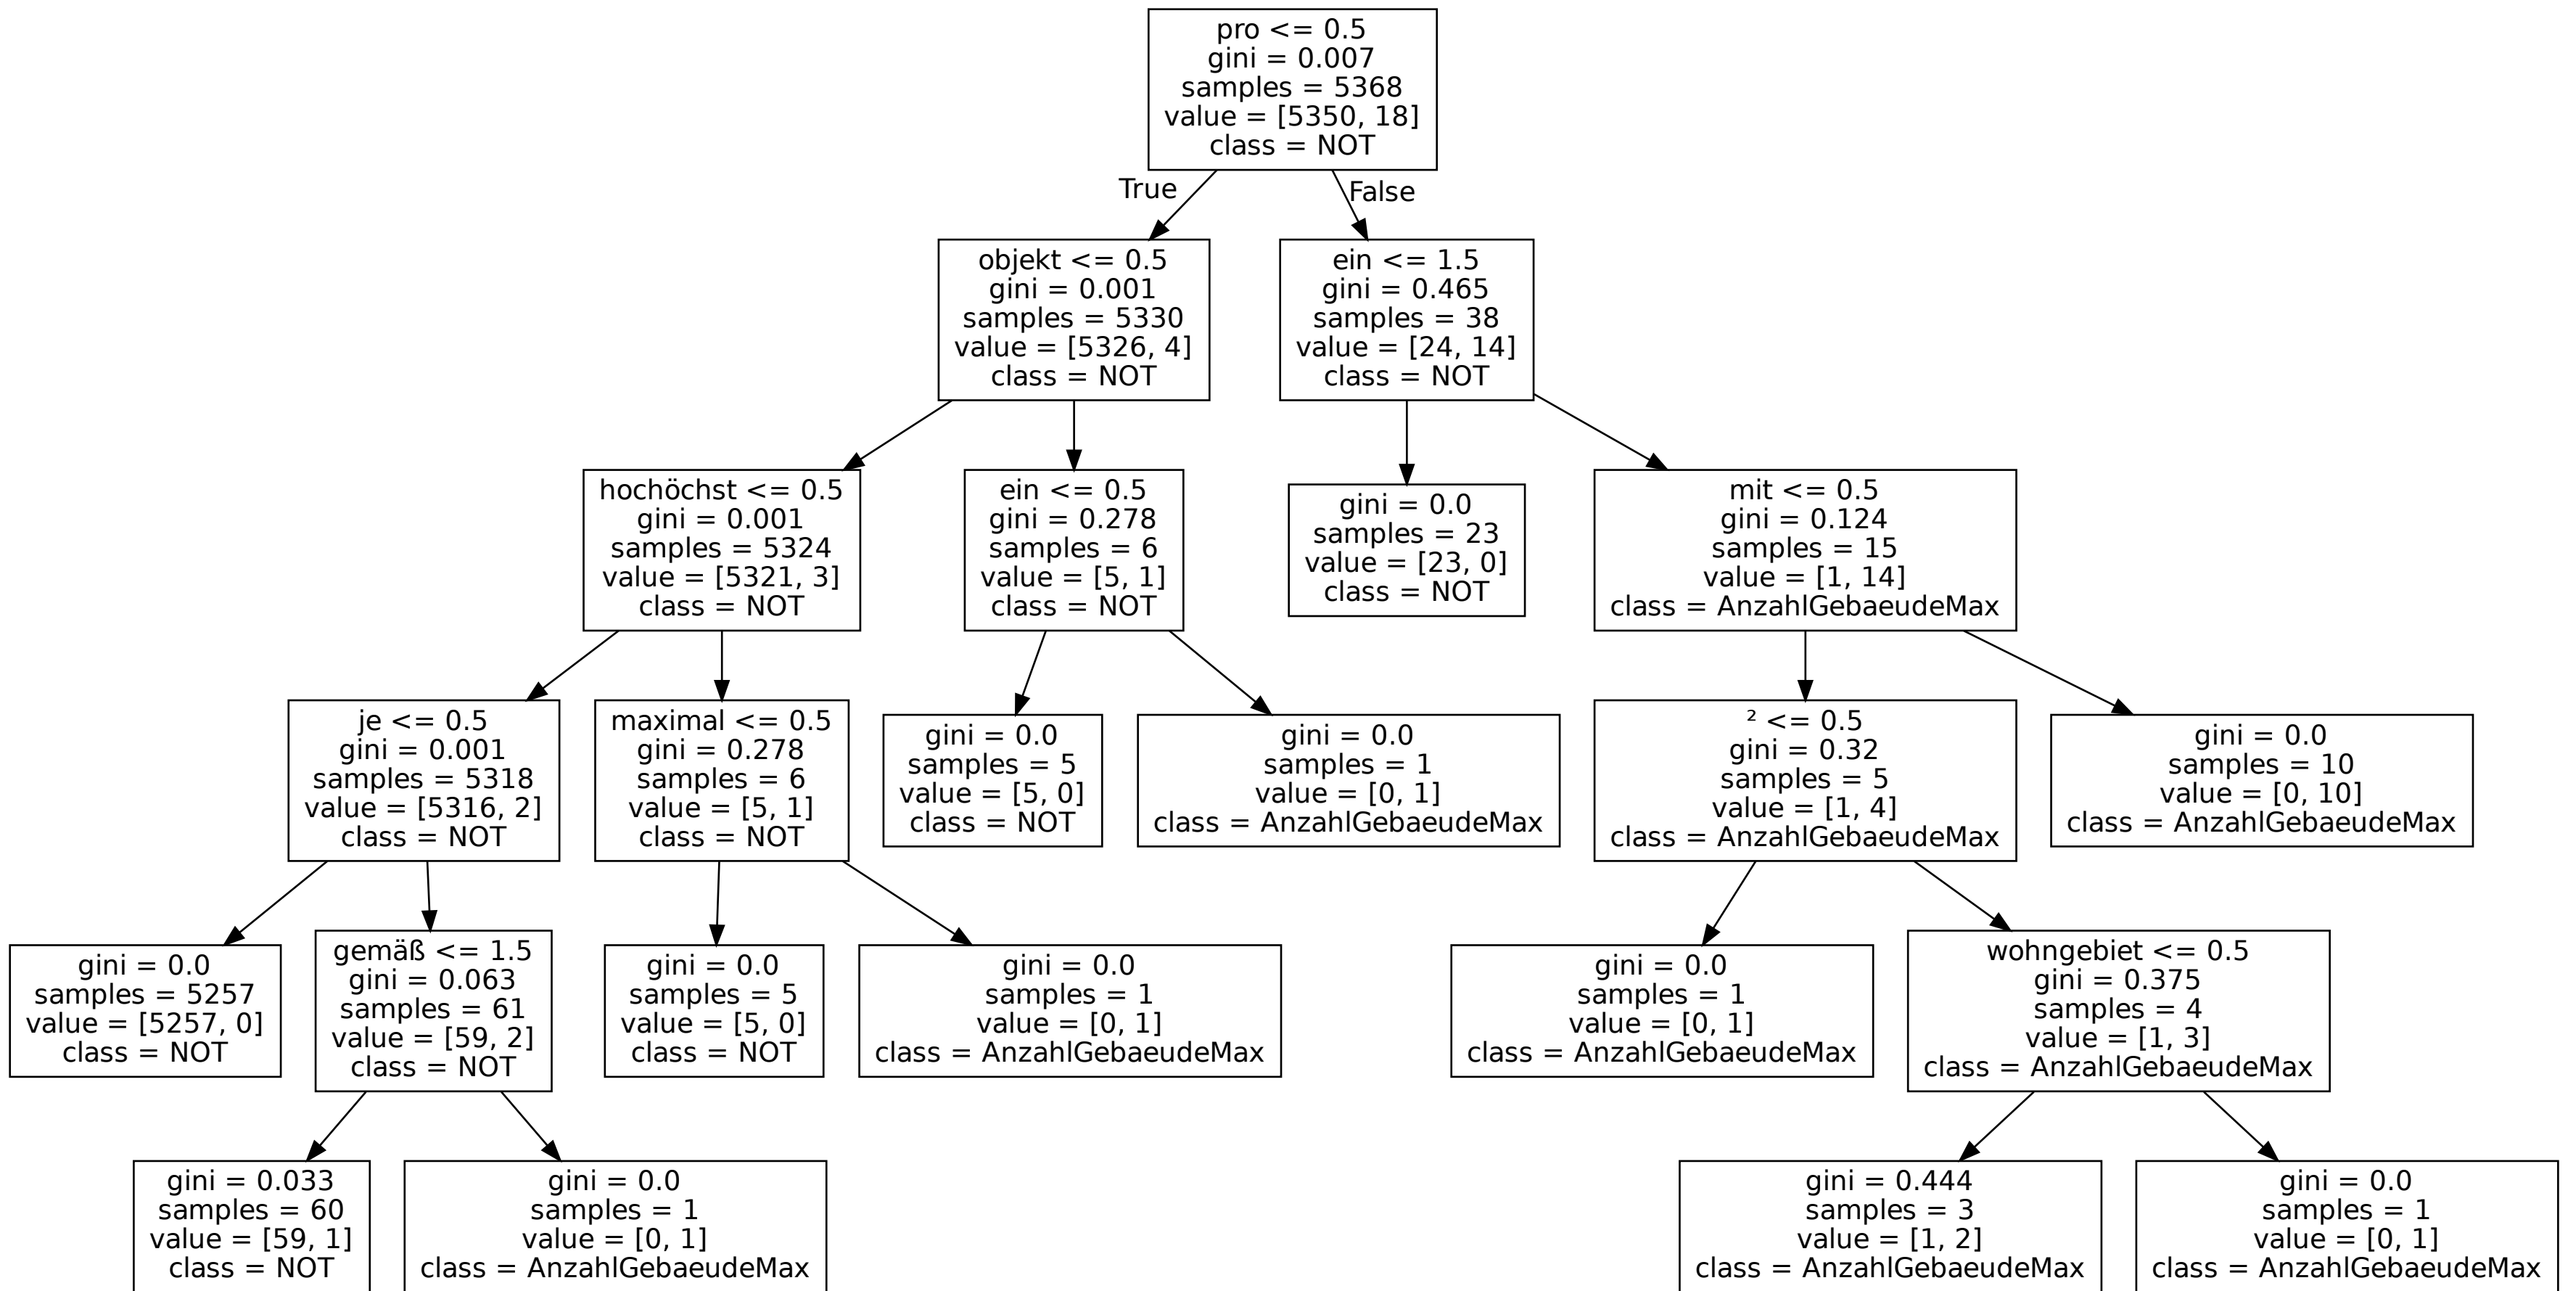 pro <= 0.5
gini = 0.007
samples = 5368
value = [5350, 18]
class = NOT
True
False
objekt <= 0.5
gini = 0.001
samples = 5330
value = [5326, 4]
class = NOT
ein <= 1.5
gini = 0.465
samples = 38
value = [24, 14]
class = NOT
hochöchst <= 0.5
gini = 0.001
samples = 5324
value = [5321, 3]
class = NOT
ein <= 0.5
gini = 0.278
samples = 6
value = [5, 1]
class = NOT
gini = 0.0
samples = 23
value = [23, 0]
class = NOT
mit <= 0.5
gini = 0.124
samples = 15
value = [1, 14]
class = AnzahlGebaeudeMax
je <= 0.5
gini = 0.001
samples = 5318
value = [5316, 2]
class = NOT
maximal <= 0.5
gini = 0.278
samples = 6
value = [5, 1]
class = NOT
gini = 0.0
samples = 5
value = [5, 0]
class = NOT
gini = 0.0
samples = 1
value = [0, 1]
class = AnzahlGebaeudeMax
² <= 0.5
gini = 0.32
samples = 5
value = [1, 4]
class = AnzahlGebaeudeMax
gini = 0.0
samples = 10
value = [0, 10]
class = AnzahlGebaeudeMax
gini = 0.0
samples = 5257
value = [5257, 0]
class = NOT
gemäß <= 1.5
gini = 0.063
samples = 61
value = [59, 2]
class = NOT
gini = 0.0
samples = 5
value = [5, 0]
class = NOT
gini = 0.0
samples = 1
value = [0, 1]
class = AnzahlGebaeudeMax
gini = 0.0
samples = 1
value = [0, 1]
class = AnzahlGebaeudeMax
wohngebiet <= 0.5
gini = 0.375
samples = 4
value = [1, 3]
class = AnzahlGebaeudeMax
gini = 0.033
samples = 60
value = [59, 1]
class = NOT
gini = 0.0
samples = 1
value = [0, 1]
class = AnzahlGebaeudeMax
gini = 0.444
samples = 3
value = [1, 2]
class = AnzahlGebaeudeMax
gini = 0.0
samples = 1
value = [0, 1]
class = AnzahlGebaeudeMax